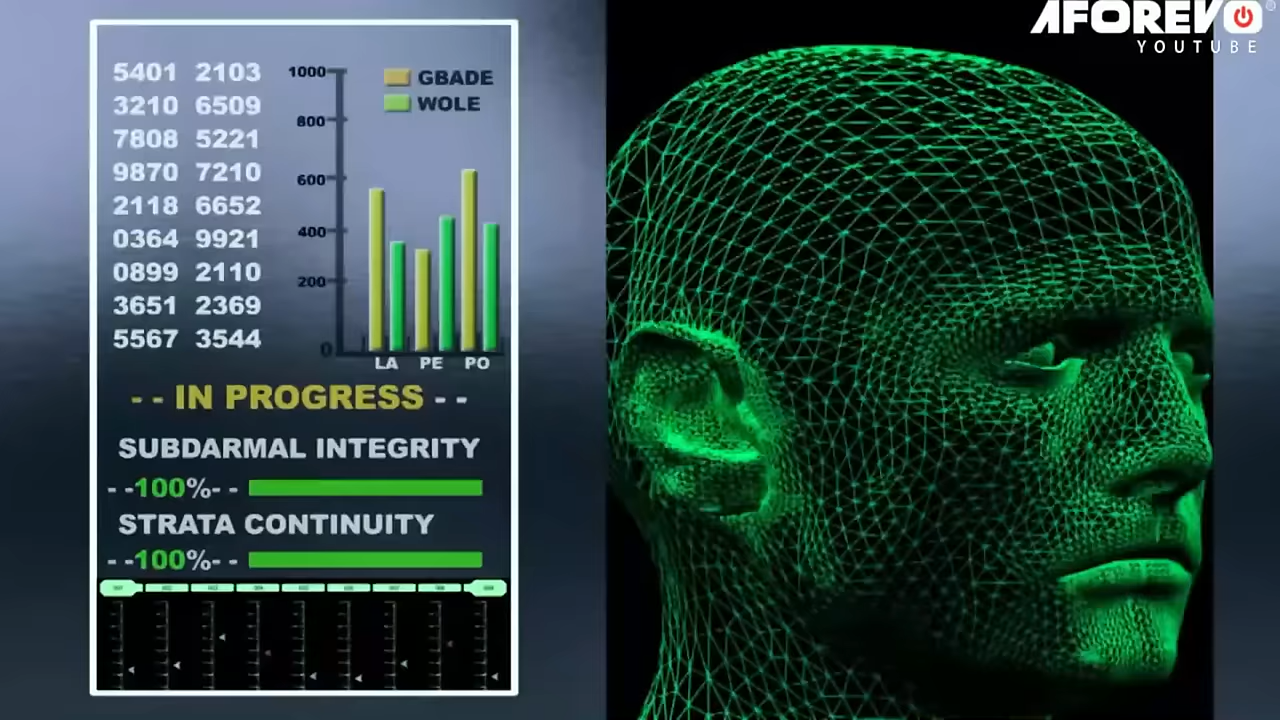 AFOREVO
YOUTUBE
5401 2103
3210 6509
7808 5221
9870 7210
2118 6652
0364 9921
0899 2110
3651 2369
5567 3544
1000
800
600
400
200
0
GBADE
WOLE
LA PE PO
- - IN PROGRESS - -
SUBDARMAL INTEGRITY
- -100%- -
STRATA CONTINUITY
- -100%- -